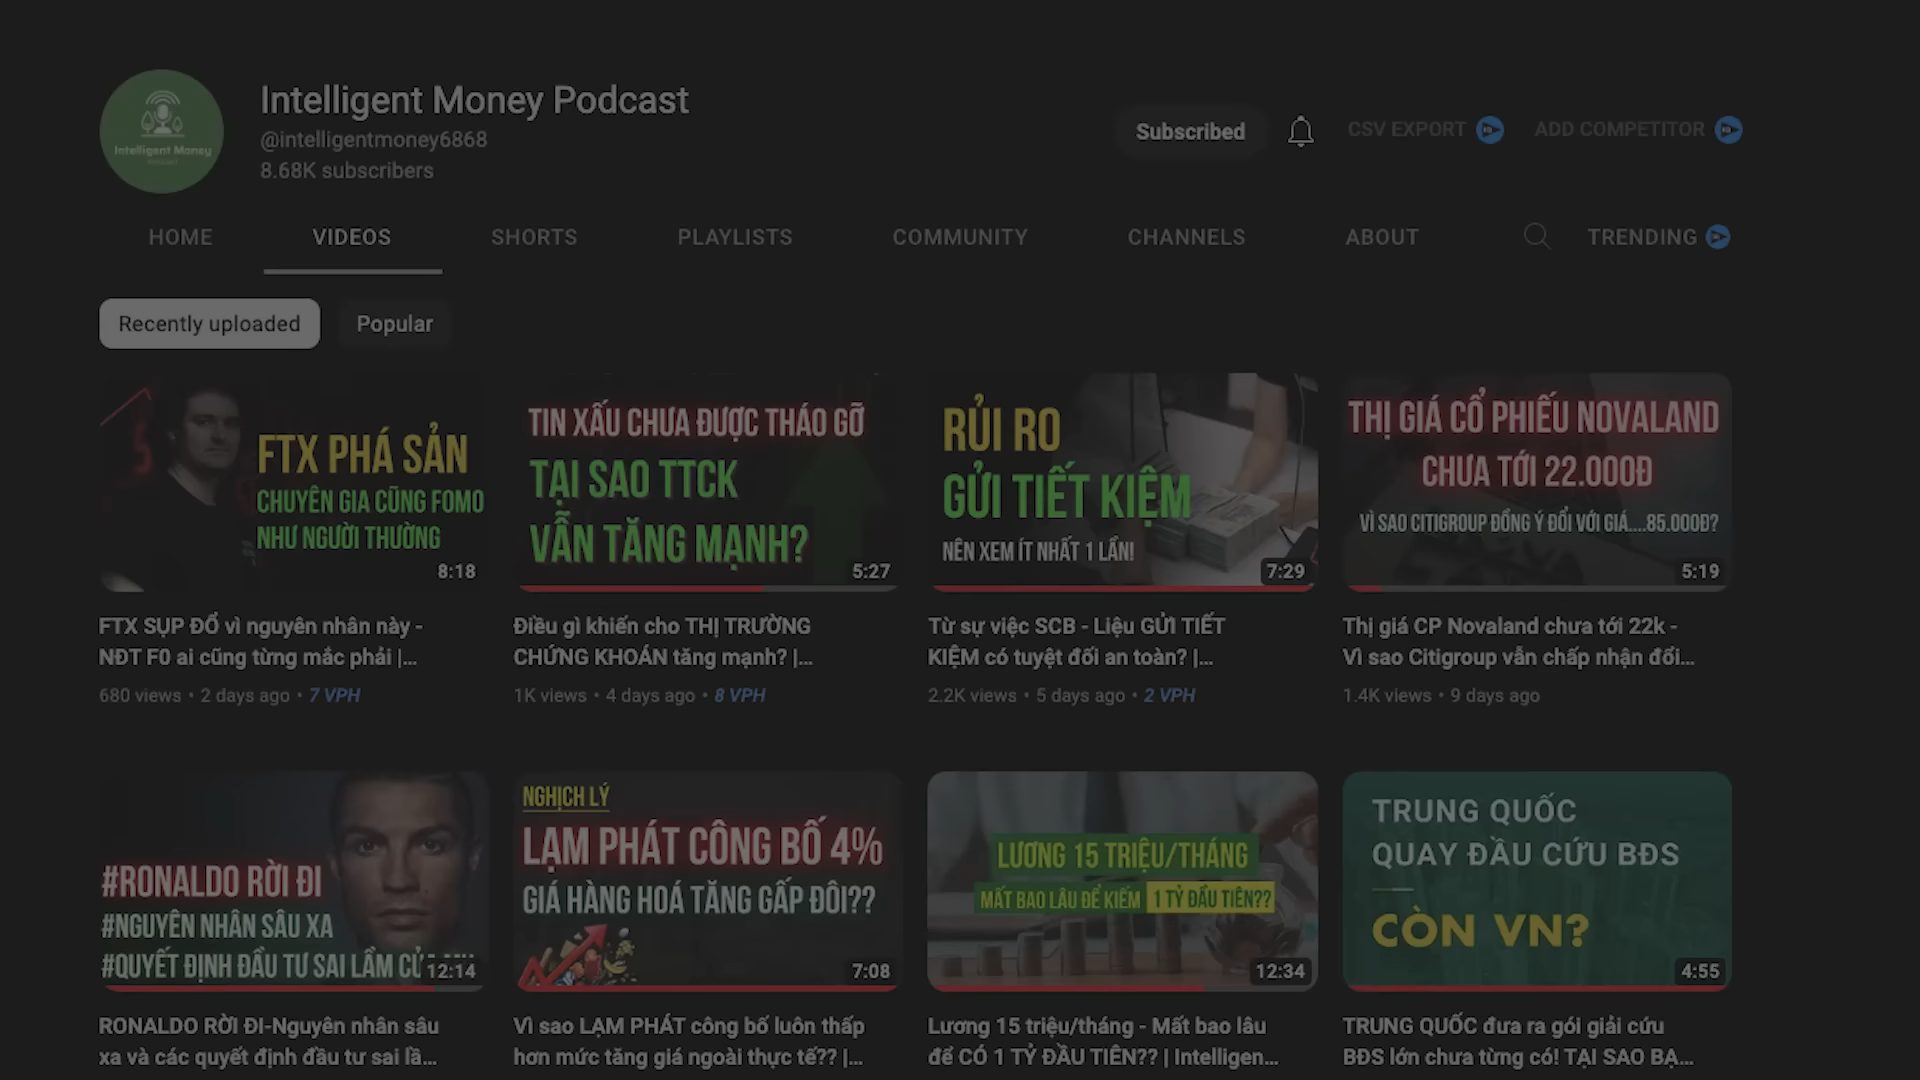 Intelligent Money Podcast
@intelligentmoney6868
8.68K subscribers
Intelligent Money
Subscribed
CSV EXPORT
ADD COMPETITOR
HOME
VIDEOS
SHORTS
PLAYLISTS
COMMUNITY
CHANNELS
ABOUT
TRENDING
Recently uploaded
Popular
FTX PHÁ SẢN
CHUYÊN GIA CŨNG FOMO
NHƯ NGƯỜI THƯỜNG
8:18
FTX SỤP ĐỔ vì nguyên nhân này -
NĐT F0 ai cũng từng mắc phải |...
680 views • 2 days ago • 7 VPH
TIN XẤU CHƯA ĐƯỢC THÁO GỠ
TẠI SAO TTCK
VẪN TĂNG MẠNH?
5:27
Điều gì khiến cho THỊ TRƯỜNG
CHỨNG KHOÁN tăng mạnh? |...
1K views • 4 days ago • 8 VPH
RỦI RO
GỬI TIẾT KIỆM
NÊN XEM ÍT NHẤT 1 LẦN!
7:29
Từ sự việc SCB - Liệu GỬI TIẾT
KIỆM có tuyệt đối an toàn? |...
2.2K views • 5 days ago • 2 VPH
THỊ GIÁ CỔ PHIẾU NOVALAND
CHƯA TỚI 22.000Đ
VÌ SAO CITIGROUP ĐỒNG Ý ĐỔI VỚI GIÁ....85.000Đ?
5:19
Thị giá CP Novaland chưa tới 22k -
Vì sao Citigroup vẫn chấp nhận đổi...
1.4K views • 9 days ago
#RONALDO RỜI ĐI
#NGUYÊN NHÂN SÂU XA
#QUYẾT ĐỊNH ĐẦU TƯ SAI LẦM
12:14
RONALDO RỜI ĐI-Nguyên nhân sâu
xa và các quyết định đầu tư sai lầ...
NGHỊCH LÝ
LẠM PHÁT CÔNG BỐ 4%
GIÁ HÀNG HOÁ TĂNG GẤP ĐÔI??
7:08
Vì sao LẠM PHÁT công bố luôn thấp
hơn mức tăng giá ngoài thực tế?? |...
LƯƠNG 15 TRIỆU/THÁNG
MẤT BAO LÂU ĐỂ KIẾM 1 TỶ ĐẦU TIÊN??
12:34
Lương 15 triệu/tháng - Mất bao lâu
để CÓ 1 TỶ ĐẦU TIÊN?? | Intelligen...
TRUNG QUỐC
QUAY ĐẦU CỨU BĐS
CÒN VN?
4:55
TRUNG QUỐC đưa ra gói giải cứu
BĐS lớn chưa từng có! TẠI SAO BẠ...